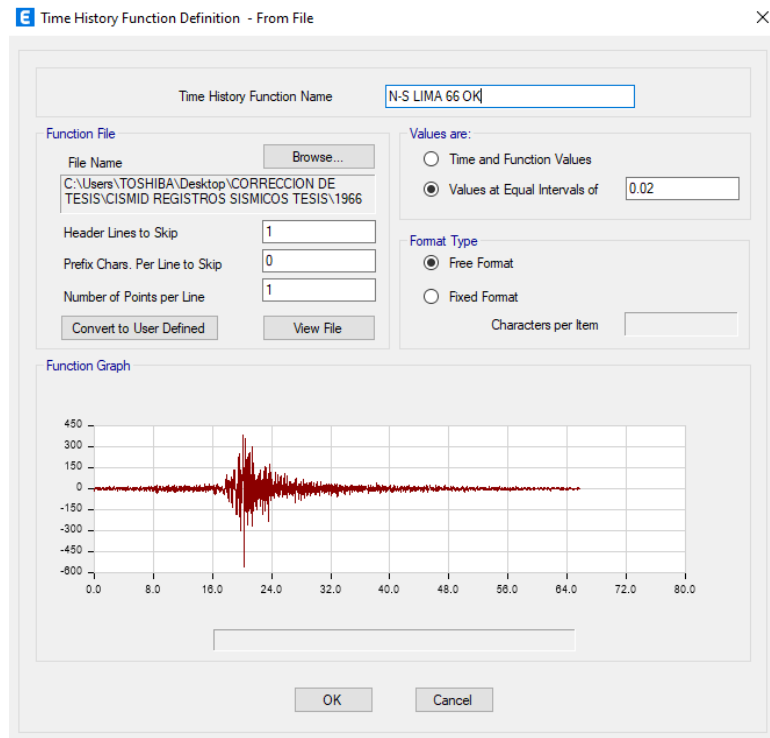 E Time History Function Definition - From File
Time History Function Name N-S LIMA 66 OK
Function File
File Name Browse...
C:\Users\TOSHIBA\Desktop\CORRECCION DE
TESIS\CISMID REGISTROS SISMICOS TESIS\1966
Header Lines to Skip 1
Prefix Chars. Per Line to Skip 0
Number of Points per Line 1
Convert to User Defined View File
Values are:
Time and Function Values
Values at Equal Intervals of 0.02
Format Type
Free Format
Fixed Format
Characters per Item
Function Graph
450
300
150
0
-150
-300
-450
-600
0.0 8.0 16.0 24.0 32.0 40.0 48.0 56.0 64.0 72.0 80.0
OK Cancel